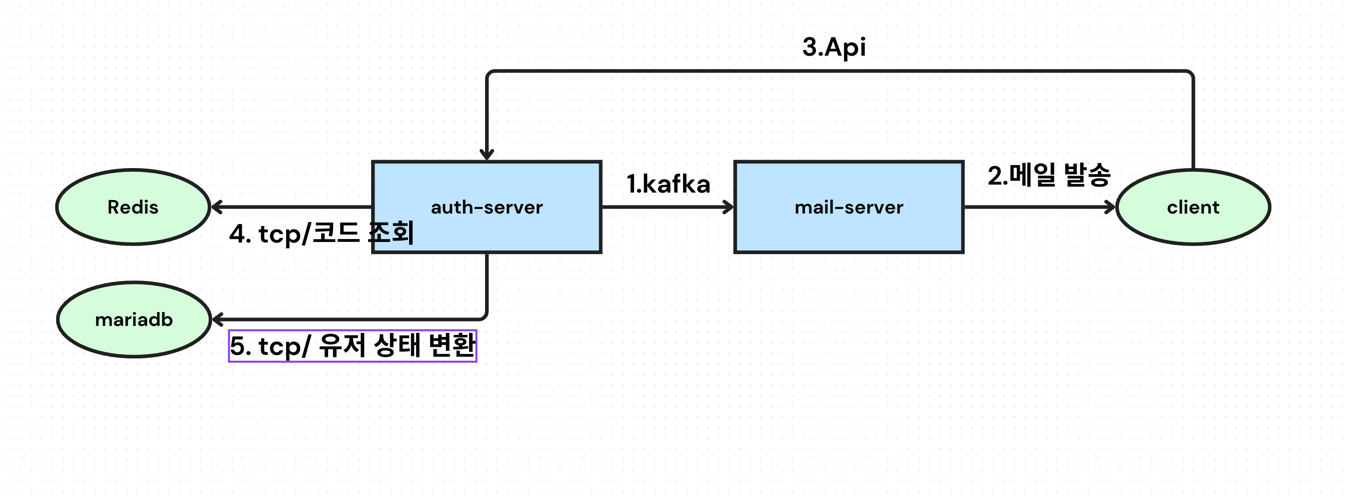 3.Api
2.메일 발송
1.kafka
Redis
auth-server
mail-server
client
4. tcp/코드 조회
mariadb
5. tcp/ 유저 상태 변환